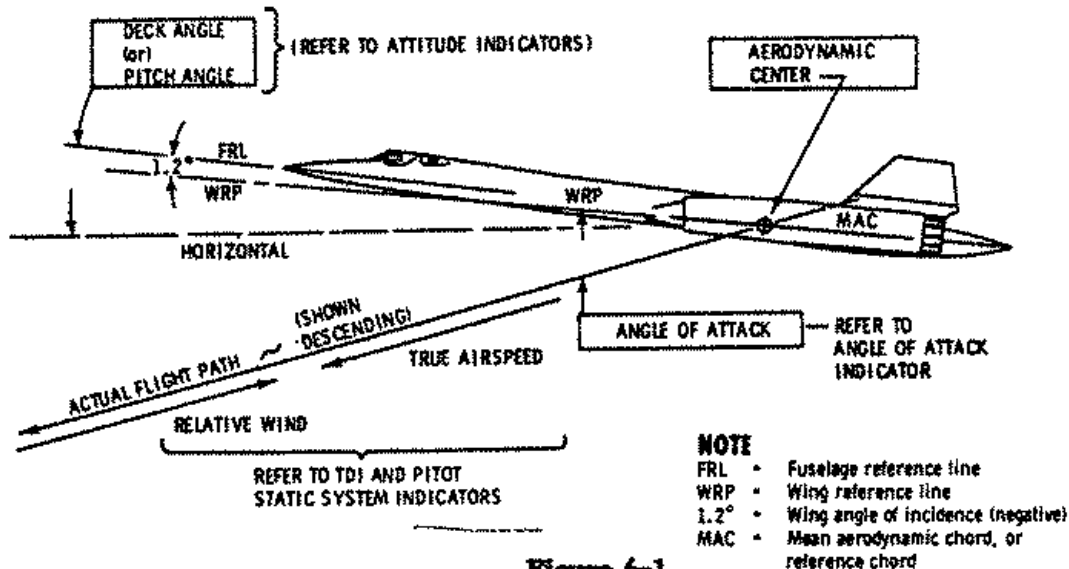 DECK ANGLE
(or)
PITCH ANGLE
(REFER TO ATTITUDE INDICATORS)
AERODYNAMIC
CENTER
1.2°
FRL
WRP
WRP
MAC
HORIZONTAL
(SHOWN
DESCENDING)
ACTUAL FLIGHT PATH
TRUE AIRSPEED
RELATIVE WIND
ANGLE OF ATTACK
REFER TO
ANGLE OF ATTACK
INDICATOR
REFER TO TDI AND PITOT
STATIC SYSTEM INDICATORS
NOTE
FRL - Fuselage reference line
WRP - Wing reference line
1.2° - Wing angle of incidence (negative)
MAC - Mean aerodynamic chord, or
reference chord
Figure 6-1